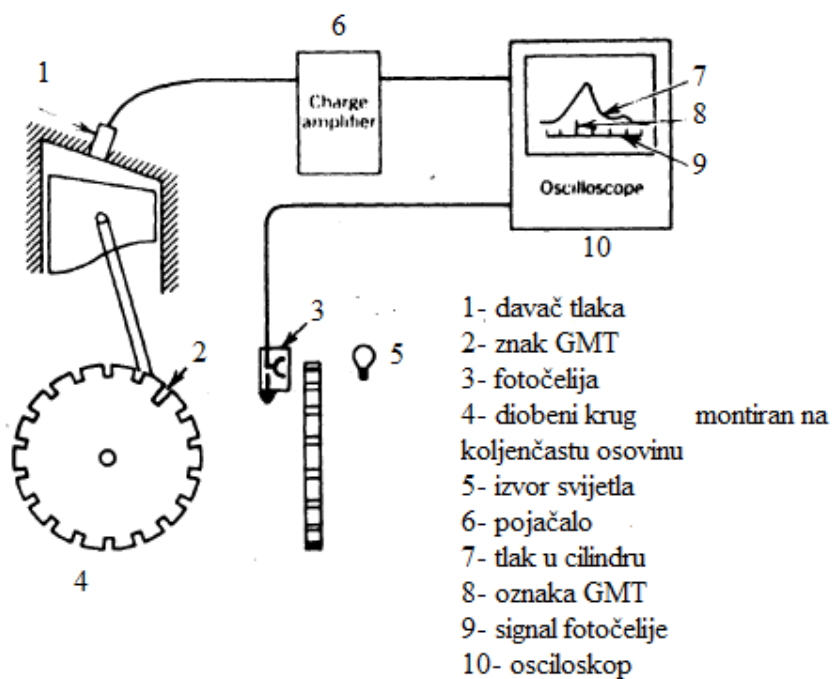 6
1
Charge
amplifier
7
8
9
Oscilloscope
10
3
2
5
4
1- davač tlaka
2- znak GMT
3- fotočelija
4- diobeni krug montiran na
koljenčastu osovinu
5- izvor svijetla
6- pojačalo
7- tlak u cilindru
8- oznaka GMT
9- signal fotočelije
10- osciloskop